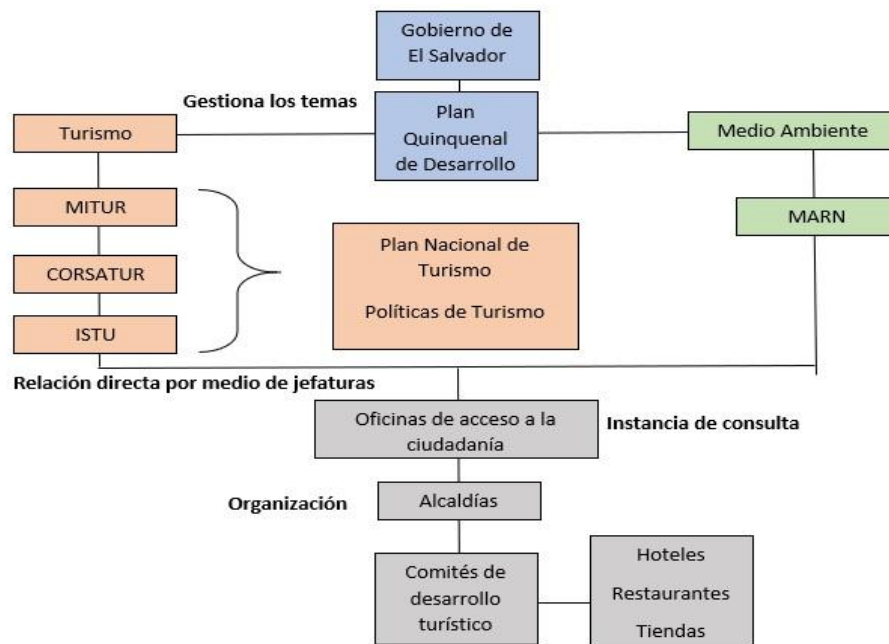 Gobierno de
El Salvador
Gestiona los temas
Plan
Quinquenal
de Desarrollo
Turismo
Medio Ambiente
MITUR
MARN
CORSATUR
ISTU
Plan Nacional de
Turismo
Políticas de Turismo
Relación directa por medio de jefaturas
Oficinas de acceso a la
ciudadanía
Instancia de consulta
Organización
Alcaldías
Comités de
desarrollo
turístico
Hoteles
Restaurantes
Tiendas